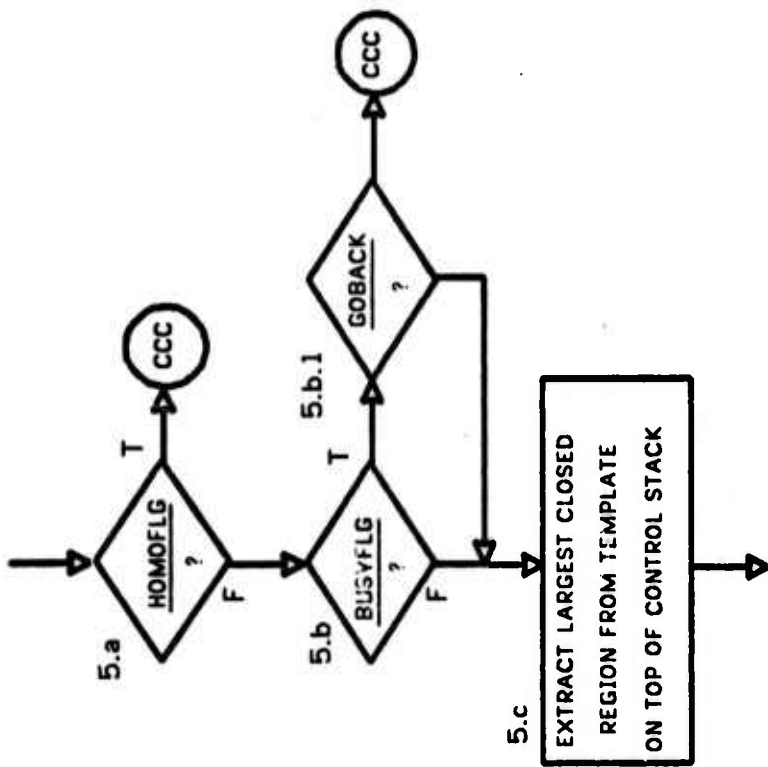 5.a
HOMOFLG
?
T
CCC
F
5.b
BUSYFLG
?
T
F
5.b.1
GOBACK
?
CCC
5.c
EXTRACT LARGEST CLOSED
REGION FROM TEMPLATE
ON TOP OF CONTROL STACK